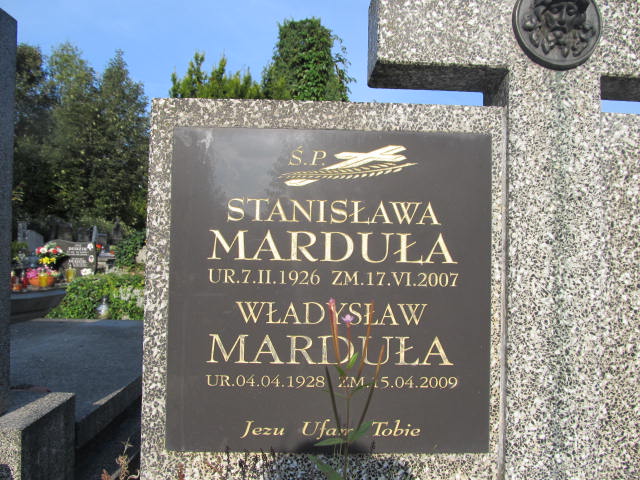 Ś.P.
STANISŁAWA
MARDUŁA
UR.7.II.1926 ZM.17.VI.2007
WŁADYSŁAW
MARDUŁA
UR.04.04.1928 ZM.15.04.2009
Jezu Ufam Tobie